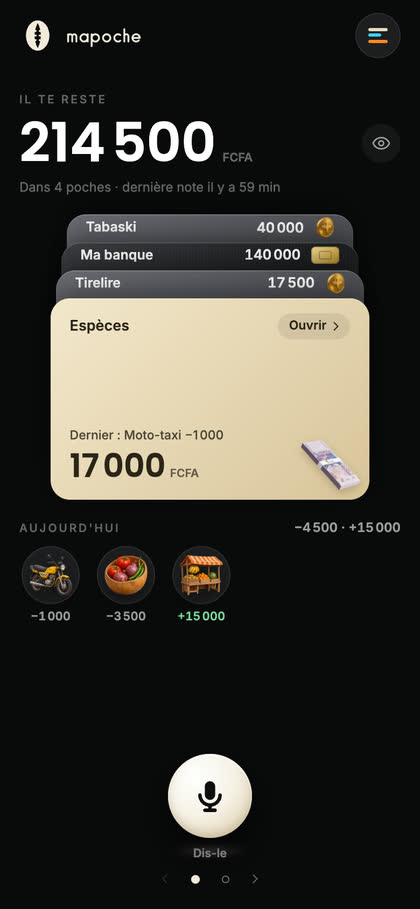 mapoche
IL TE RESTE
214 500 FCFA
Dans 4 poches · dernière note il y a 59 min
Tabaski 40 000
Ma banque 140 000
Tirelire 17 500
Espèces Ouvrir
Dernier : Moto-taxi −1 000
17 000 FCFA
AUJOURD'HUI −4 500 · +15 000
−1 000 −3 500 +15 000
Dis-le